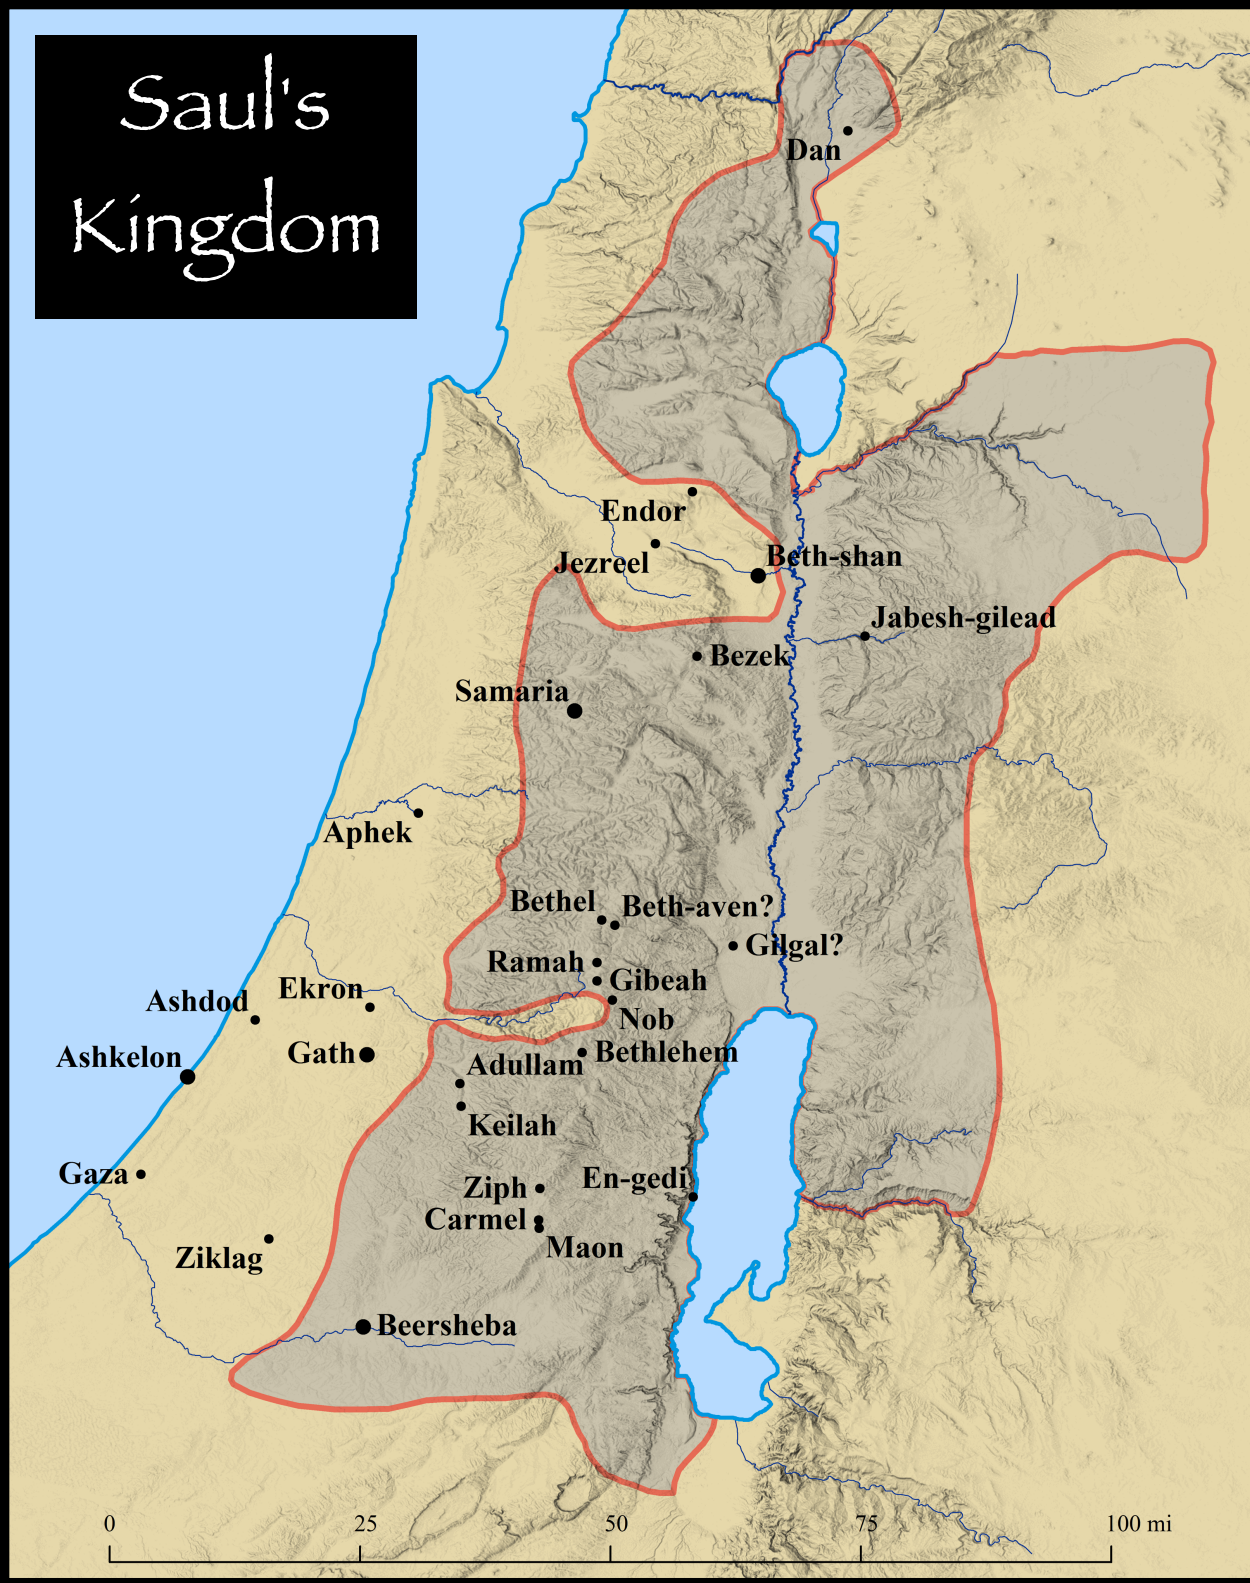 Saul's
Kingdom
Dan
Endor
Jezreel
Beth-shan
Jabesh-gilead
Bezek
Samaria
Aphek
Bethel
Beth-aven?
Gilgal?
Ramah
Gibeah
Ekron
Ashdod
Nob
Gath
Bethlehem
Ashkelon
Adullam
Keilah
Gaza
En-gedi
Ziph
Carmel
Maon
Ziklag
Beersheba
0 25 50 75 100 mi